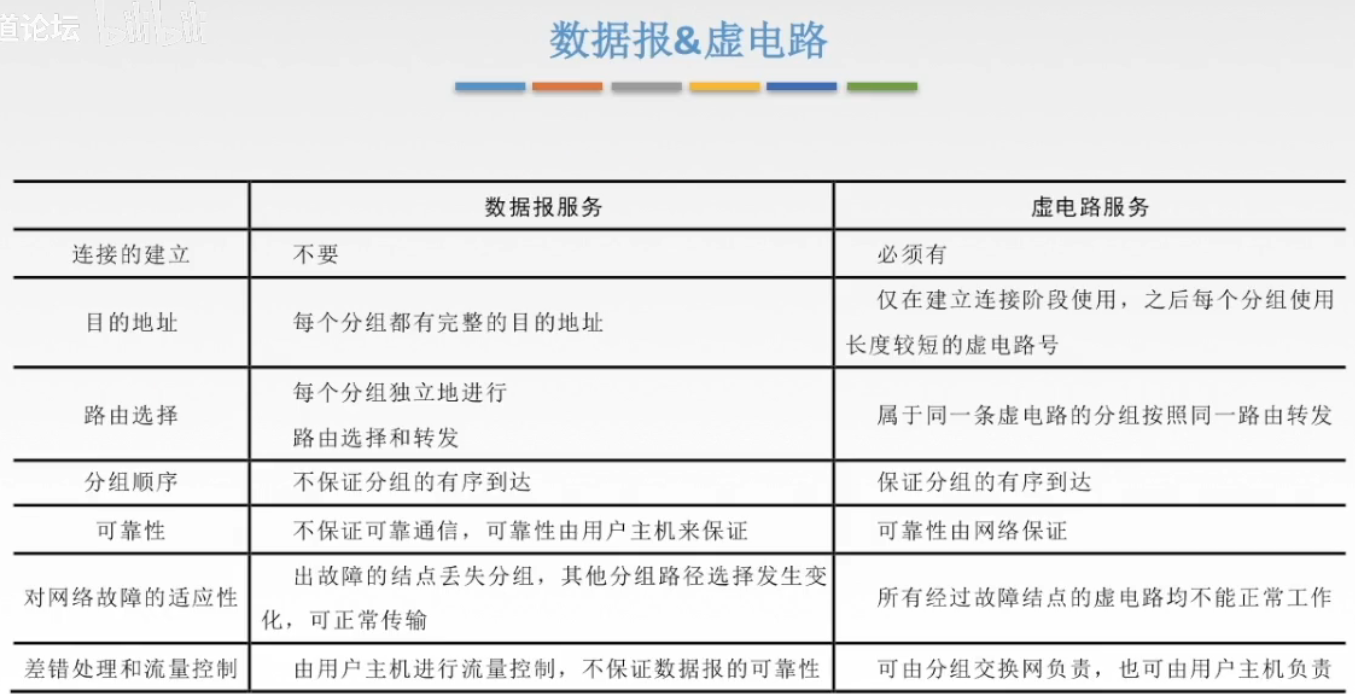 道论坛 bilibili
数据报&虚电路
数据报服务 虚电路服务
连接的建立 不要 必须有
目的地址 每个分组都有完整的目的地址 仅在建立连接阶段使用，之后每个分组使用
长度较短的虚电路号
路由选择 每个分组独立地进行
路由选择和转发 属于同一条虚电路的分组按照同一路由转发
分组顺序 不保证分组的有序到达 保证分组的有序到达
可靠性 不保证可靠通信，可靠性由用户主机来保证 可靠性由网络保证
对网络故障的适应性 出故障的结点丢失分组，其他分组路径选择发生变
化，可正常传输 所有经过故障结点的虚电路均不能正常工作
差错处理和流量控制 由用户主机进行流量控制，不保证数据报的可靠性 可由分组交换网负责，也可由用户主机负责